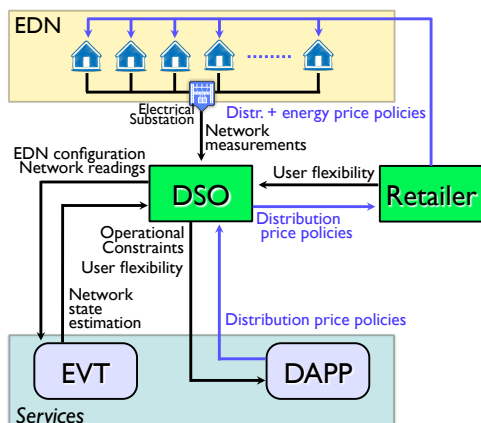 EDN
Electrical
Substation
Distr. + energy price policies
Network
measurements
EDN configuration
Network readings
User flexibility
DSO
Retailer
Distribution
price policies
Operational
Constraints
User flexibility
Network
state
estimation
Distribution price policies
EVT
DAPP
Services